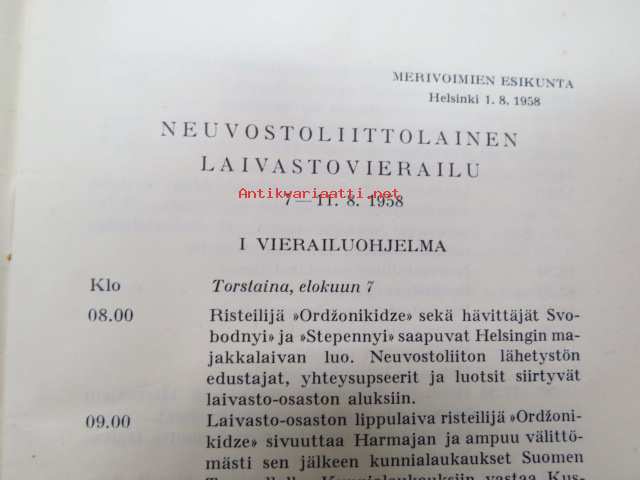 MERIVOIMIEN ESIKUNTA
Helsinki 1. 8. 1958
NEUVOSTOLIITTOLAINEN
LAIVASTOVIERAILU
Antikvariaatti.net
7—11. 8. 1958
I VIERAILUOHJELMA
Klo Torstaina, elokuun 7
08.00 Risteilijä »Ordžonikidze» sekä hävittäjät Svo-
bodnyi» ja »Stepennyi» saapuvat Helsingin ma-
jakkalaivan luo. Neuvostoliiton lähetystön
edustajat, yhteysupseerit ja luotsit siirtyvät
laivasto-osaston aluksiin.
09.00 Laivasto-osaston lippulaiva risteilijä »Ordžoni-
kidze» sivuuttaa Harmajan ja ampuu välittö-
mästi sen jälkeen kunnialaukaukset Suomen